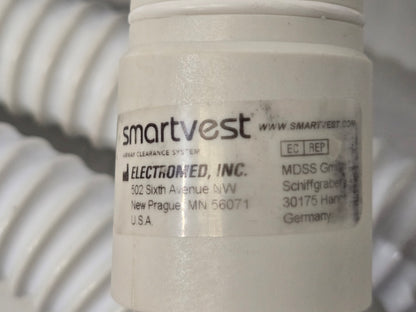 smartvest WWW.SMARTVEST.COM
AIRWAY CLEARANCE SYSTEM
EC REP
ELECTROMED, INC.
502 Sixth Avenue NW
New Prague, MN 56071
U.S.A.
MDSS
30175
Germany